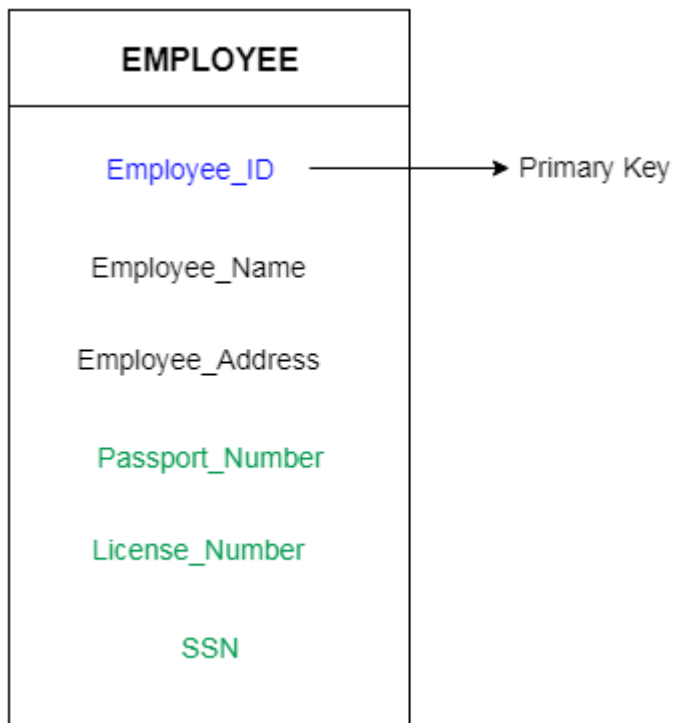 EMPLOYEE
Employee_ID
Primary Key
Employee_Name
Employee_Address
Passport_Number
License_Number
SSN